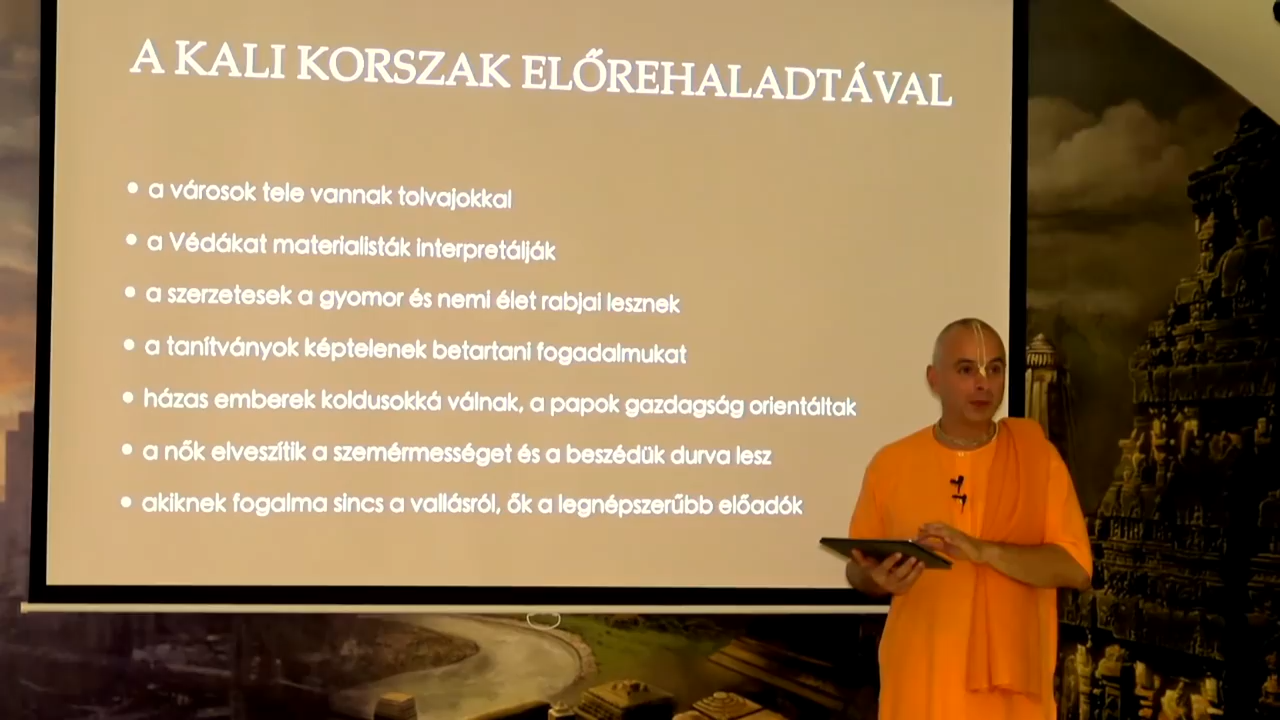 A KALI KORSZAK ELŐREHALADTÁVAL
• a városok tele vannak tolvajokkal
• a Védákat materialisták interpretálják
• a szerzetesek a gyomor és nemi élet rabjai lesznek
• a tanítványok képtelenek betartani fogadalmukat
• házas emberek koldusokká válnak, a papok gazdagság orientáltak
• a nők elveszítik a szemérmességet és a beszédük durva lesz
• akiknek fogalma sincs a vallásról, ők a legnépszerűbb előadók